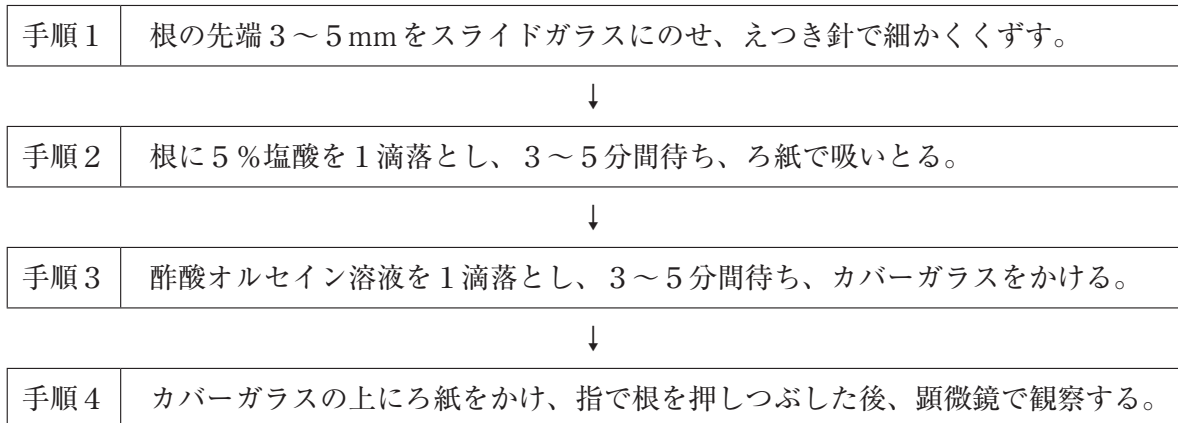 手順1 根の先端3～5mmをスライドガラスにのせ、えつき針で細かくくずす。
↓
手順2 根に5%塩酸を1滴落とし、3～5分間待ち、ろ紙で吸いとる。
↓
手順3 酢酸オルセイン溶液を1滴落とし、3～5分間待ち、カバーガラスをかける。
↓
手順4 カバーガラスの上にろ紙をかけ、指で根を押しつぶした後、顕微鏡で観察する。